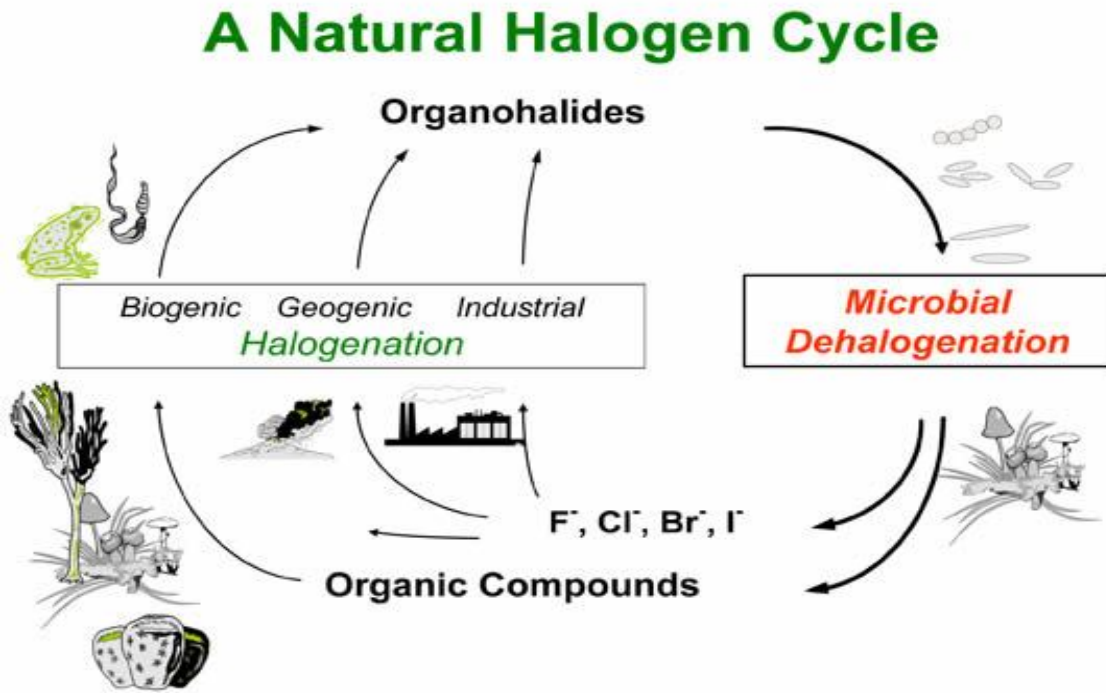 A Natural Halogen Cycle
Organohalides
Biogenic Geogenic Industrial
Halogenation
Microbial
Dehalogenation
F⁻, Cl⁻, Br⁻, I⁻
Organic Compounds